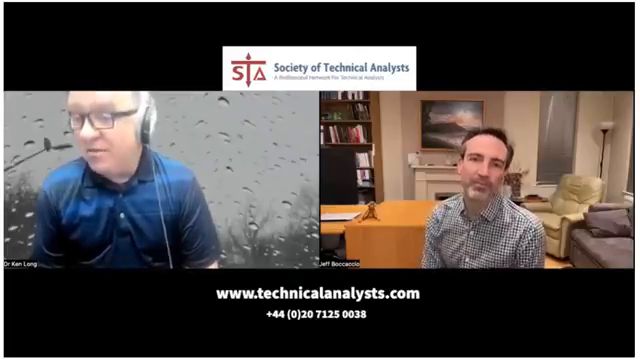 STA
Society of Technical Analysts
A Professional Network For Technical Analysts
Dr Ken Long
Jeff Boccaccio
www.technicalanalysts.com
+44 (0)20 7125 0038